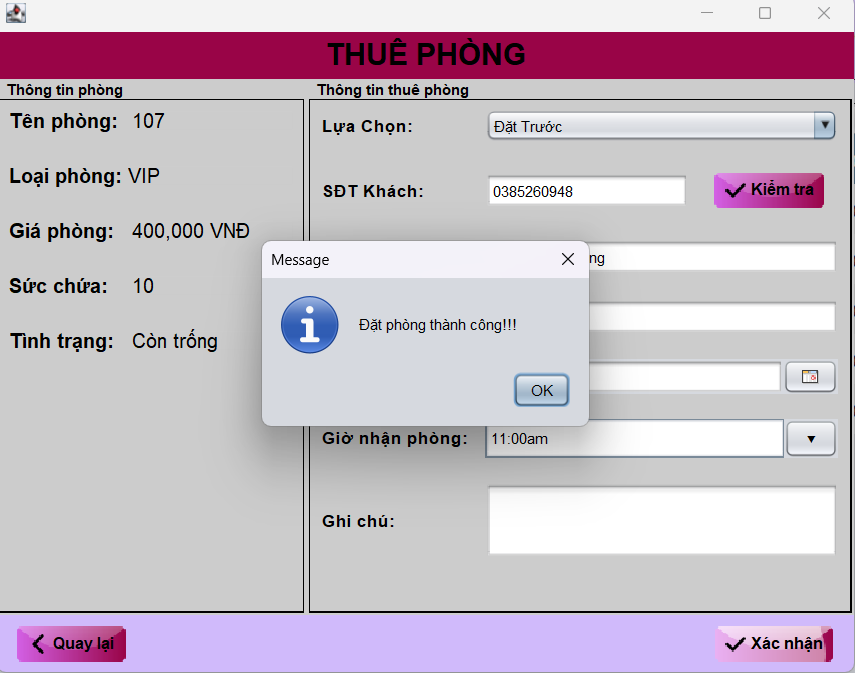 THUÊ PHÒNG
Thông tin phòng
Tên phòng: 107
Loại phòng: VIP
Giá phòng: 400,000 VNĐ
Sức chứa: 10
Tình trạng: Còn trống
Thông tin thuê phòng
Lựa Chọn: Đặt Trước
SĐT Khách: 0385260948 Kiểm tra
Message
Đặt phòng thành công!!!
OK
Giờ nhận phòng: 11:00am
Ghi chú:
Quay lại
Xác nhận